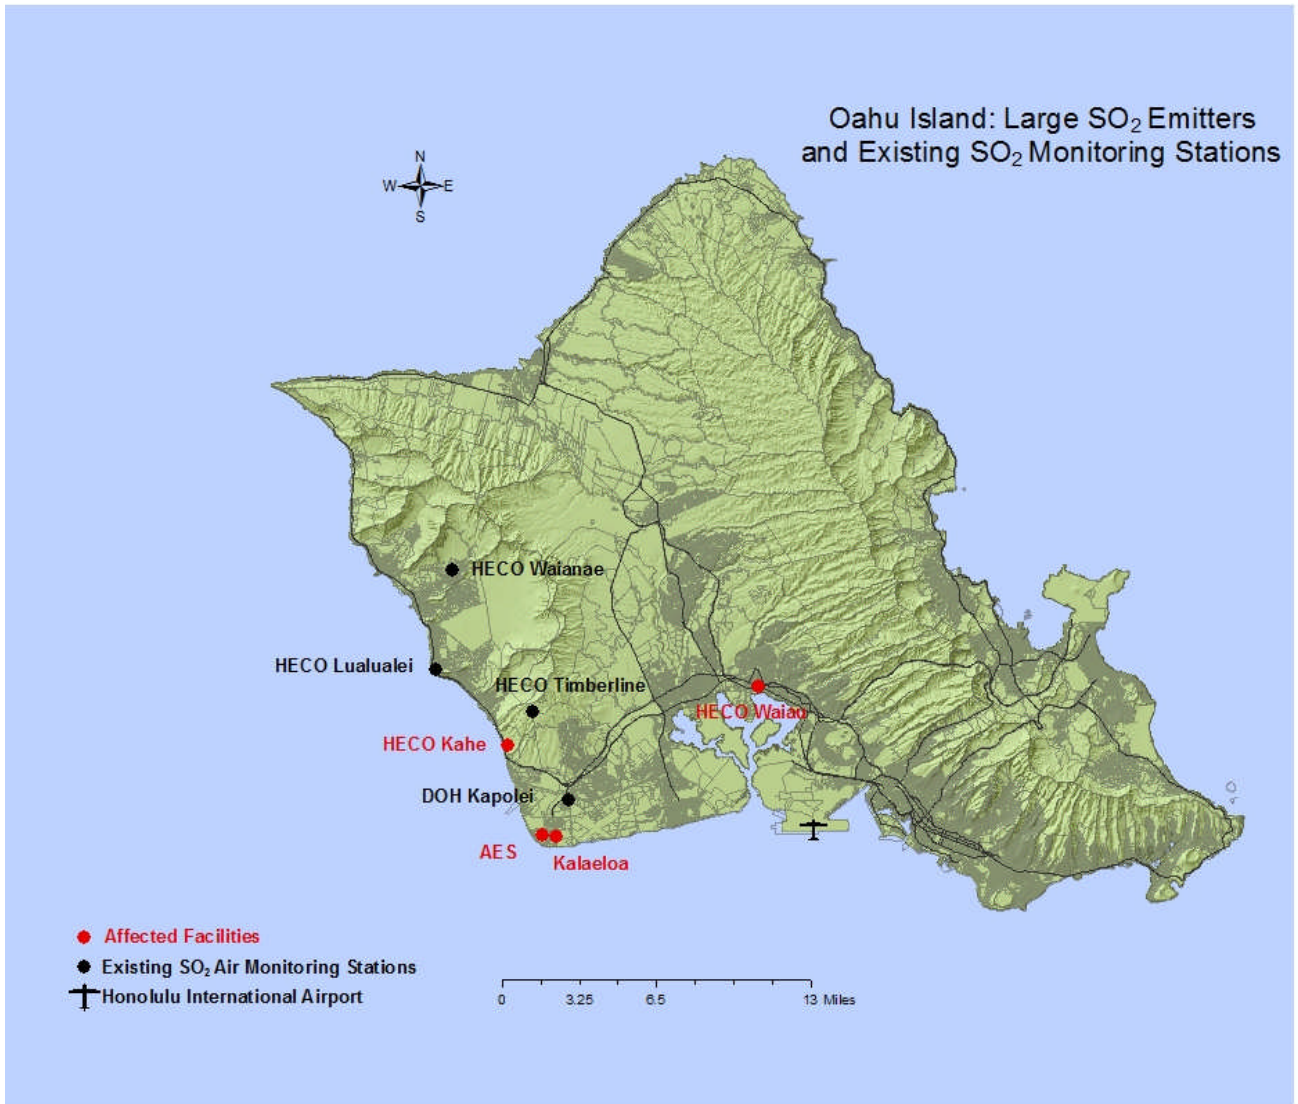 Oahu Island: Large SO₂ Emitters
and Existing SO₂ Monitoring Stations
N
W E
S
HECO Waianae
HECO Lualualei
HECO Timberline
HECO Waiau
HECO Kahe
DOH Kapolei
AES
Kalaeloa
Affected Facilities
Existing SO₂ Air Monitoring Stations
Honolulu International Airport
0 3.25 6.5 13 Miles